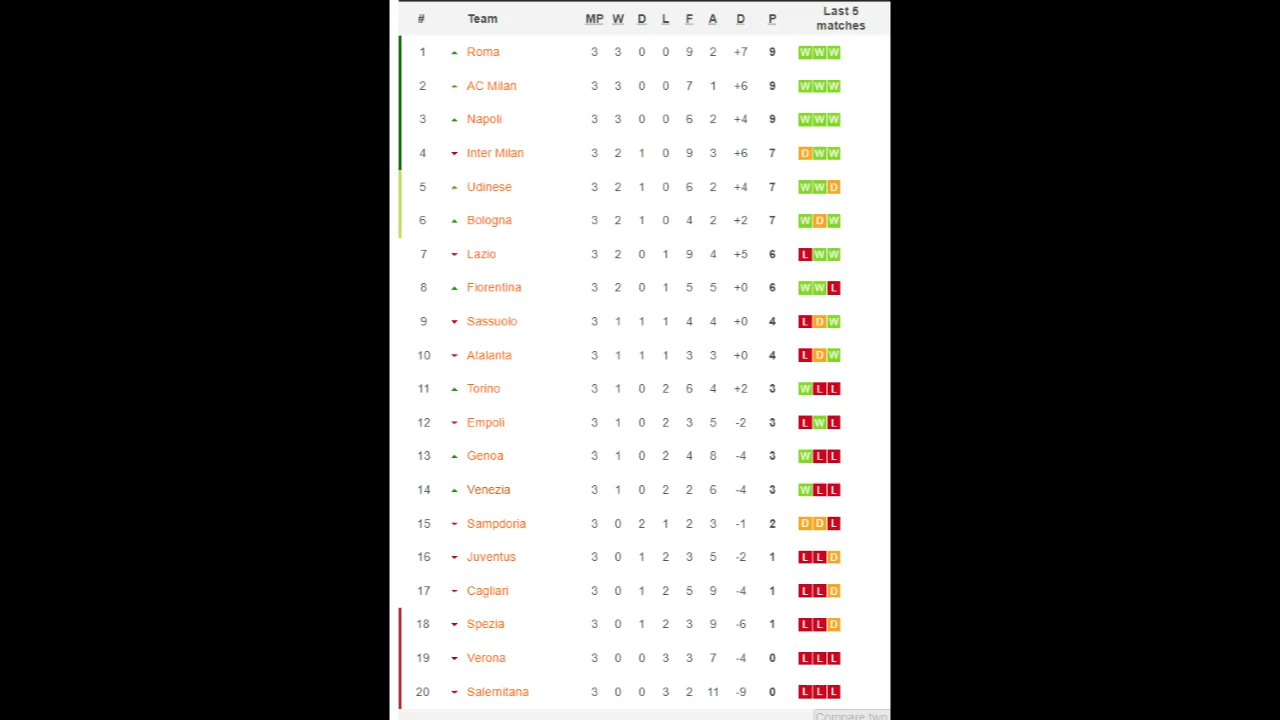 # Team MP W D L F A D P Last 5 matches
1 Roma 3 3 0 0 9 2 +7 9 W W W
2 AC Milan 3 3 0 0 7 1 +6 9 W W W
3 Napoli 3 3 0 0 6 2 +4 9 W W W
4 Inter Milan 3 2 1 0 9 3 +6 7 D W W
5 Udinese 3 2 1 0 6 2 +4 7 W W D
6 Bologna 3 2 1 0 4 2 +2 7 W D W
7 Lazio 3 2 0 1 9 4 +5 6 L W W
8 Fiorentina 3 2 0 1 5 5 +0 6 W W L
9 Sassuolo 3 1 1 1 4 4 +0 4 L D W
10 Atalanta 3 1 1 1 3 3 +0 4 L D W
11 Torino 3 1 0 2 6 4 +2 3 W L L
12 Empoli 3 1 0 2 3 5 -2 3 L W L
13 Genoa 3 1 0 2 4 8 -4 3 W L L
14 Venezia 3 1 0 2 2 6 -4 3 W L L
15 Sampdoria 3 0 2 1 2 3 -1 2 D D L
16 Juventus 3 0 1 2 3 5 -2 1 L L D
17 Cagliari 3 0 1 2 5 9 -4 1 L L D
18 Spezia 3 0 1 2 3 9 -6 1 L L D
19 Verona 3 0 0 3 3 7 -4 0 L L L
20 Salernitana 3 0 0 3 2 11 -9 0 L L L
Compare two